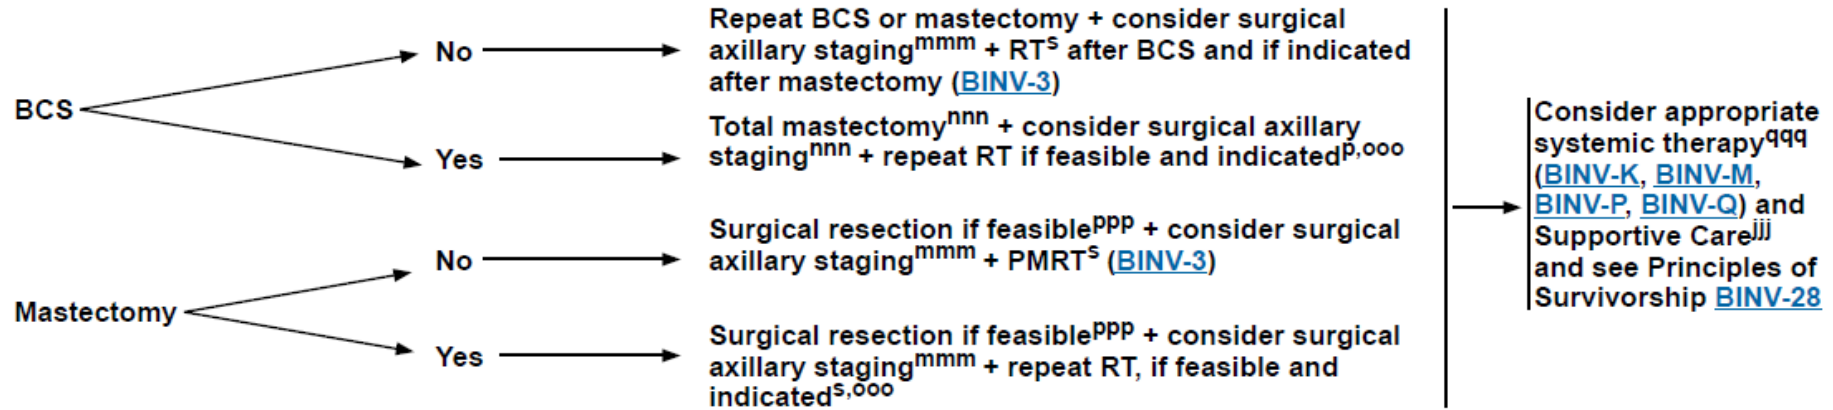 BCS
No
Repeat BCS or mastectomy + consider surgical
axillary stagingmmm + RTs after BCS and if indicated
after mastectomy (BINV-3)
Yes
Total mastectomynnn + consider surgical axillary
stagingnnn + repeat RT if feasible and indicatedp,ooo
Mastectomy
No
Surgical resection if feasibleppp + consider surgical
axillary stagingmmm + PMRTs (BINV-3)
Yes
Surgical resection if feasibleppp + consider surgical
axillary stagingmmm + repeat RT, if feasible and
indicateds,ooo
Consider appropriate
systemic therapyqqq
(BINV-K, BINV-M,
BINV-P, BINV-Q) and
Supportive Carejjj
and see Principles of
Survivorship BINV-28